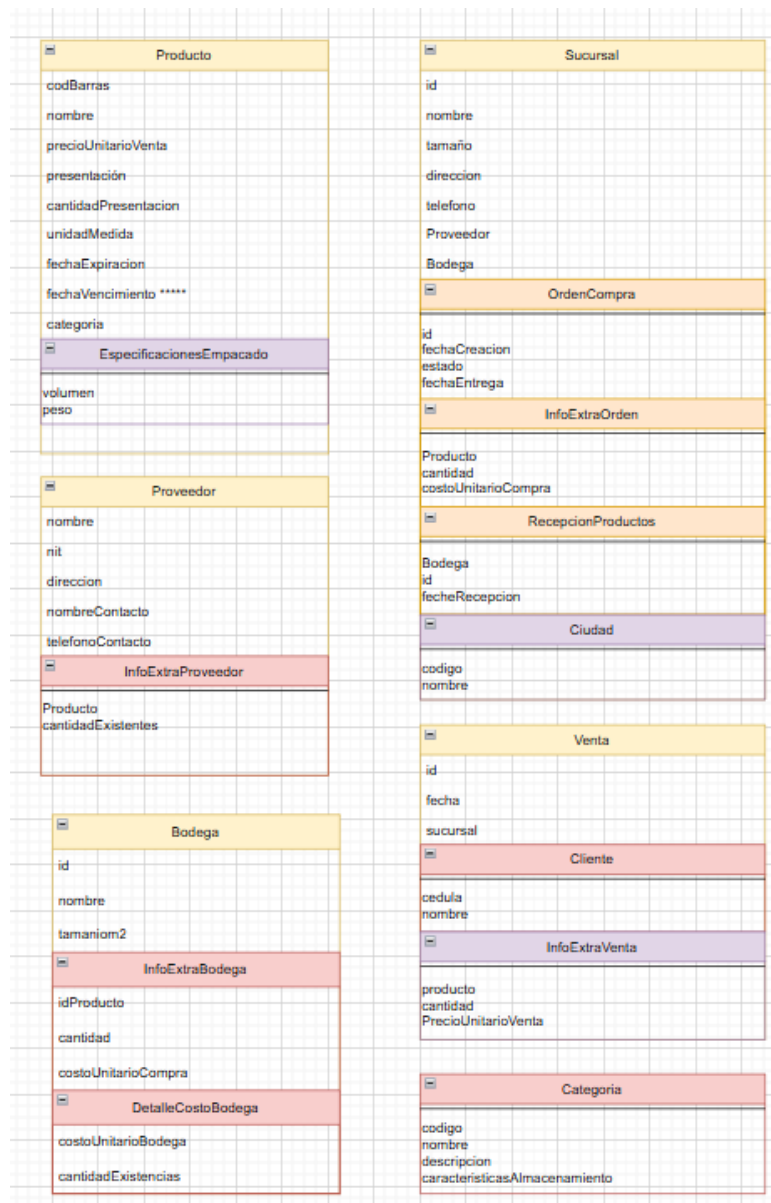 Producto
codBarras
nombre
precioUnitarioVenta
presentación
cantidadPresentacion
unidadMedida
fechaExpiracion
fechaVencimiento *****
categoria
EspecificacionesEmpacado
volumen
peso
Proveedor
nombre
nit
direccion
nombreContacto
telefonoContacto
InfoExtraProveedor
Producto
cantidadExistentes
Bodega
id
nombre
tamaniom2
InfoExtraBodega
idProducto
cantidad
costoUnitarioCompra
DetalleCostoBodega
costoUnitarioBodega
cantidadExistencias
Sucursal
id
nombre
tamaño
direccion
telefono
Proveedor
Bodega
OrdenCompra
id
fechaCreacion
estado
fechaEntrega
InfoExtraOrden
Producto
cantidad
costoUnitarioCompra
RecepcionProductos
Bodega
id
fecheRecepcion
Ciudad
codigo
nombre
Venta
id
fecha
sucursal
Cliente
cedula
nombre
InfoExtraVenta
producto
cantidad
PrecioUnitarioVenta
Categoria
codigo
nombre
descripcion
caracteristicasAlmacenamiento